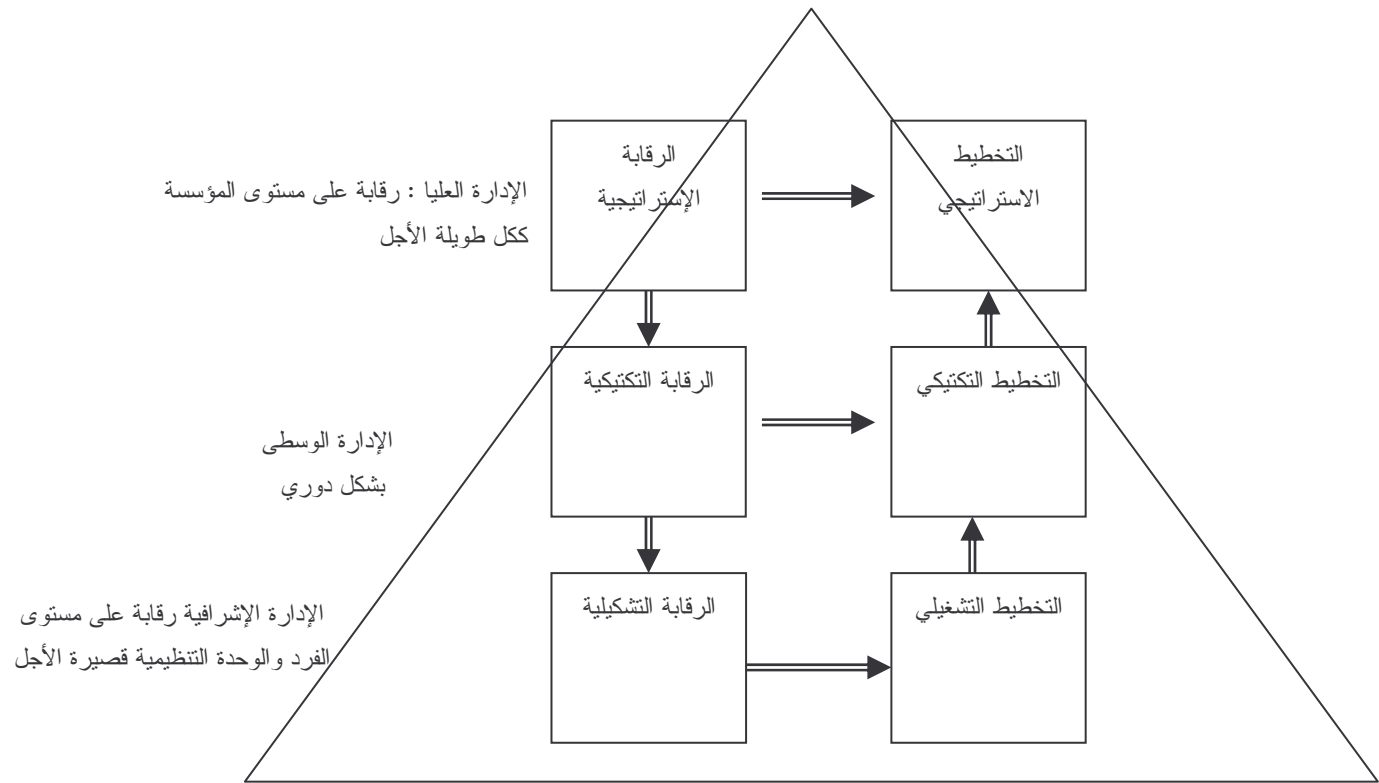 التخطيط
الاستراتيجي
الرقابة
الإستراتيجية
الإدارة العليا : رقابة على مستوى المؤسسة
ككل طويلة الأجل
التخطيط التكتيكي
الرقابة التكتيكية
الإدارة الوسطى
بشكل دوري
التخطيط التشغيلي
الرقابة التشكيلية
الإدارة الإشرافية رقابة على مستوى
الفرد والوحدة التنظيمية قصيرة الأجل